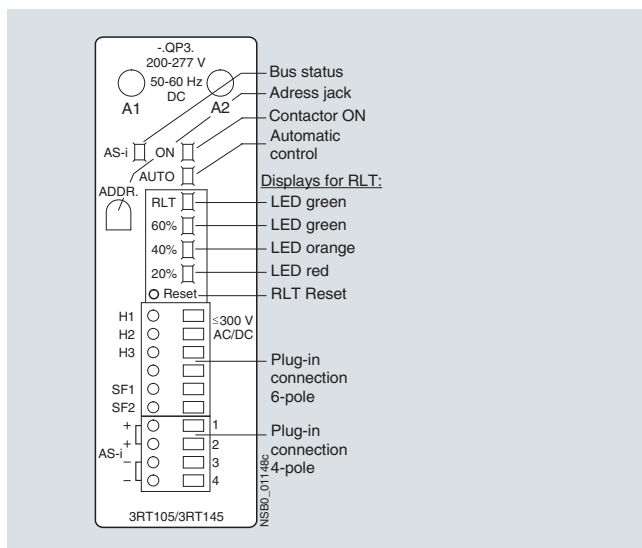 -.QP3.
200-277 V
50-60 Hz
DC
A1
A2
Bus status
Adress jack
Contactor ON
Automatic
control
AS-i
ON
AUTO
ADDR.
Displays for RLT:
RLT
LED green
60%
LED green
40%
LED orange
20%
LED red
Reset
RLT Reset
H1
≤300 V
H2
AC/DC
H3
Plug-in
connection
6-pole
SF1
SF2
+ 1
Plug-in
+ 2
connection
AS-i
– 3
4-pole
– 4
NSB0_01148c
3RT105/3RT145